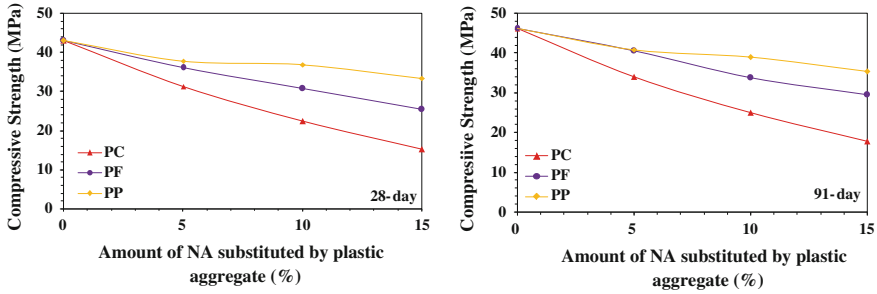 Compressive Strength (MPa)
50
40
30
20
10
0
PC
PF
PP
28-day
0 5 10 15
Amount of NA substituted by plastic
aggregate (%)
Compresiive Strength (MPa)
50
40
30
20
10
0
PC
PF
PP
91-day
0 5 10 15
Amount of NA substituted by plastic
aggregate (%)